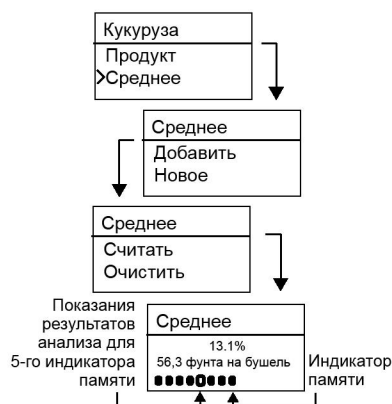 Кукуруза
Продукт
>Среднее
Среднее
Добавить
Новое
Среднее
Считать
Очистить
Показания
результатов
анализа для
5-го индикатора
памяти
Среднее
13.1%
56,3 фунта на бушель
Индикатор
памяти